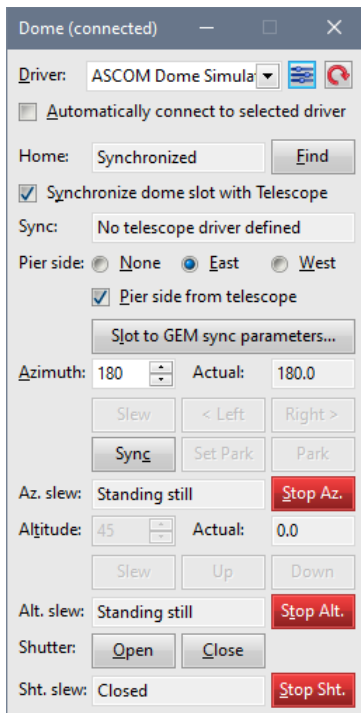 Dome (connected)
Driver: ASCOM Dome Simulat
Automatically connect to selected driver
Home: Synchronized Find
Synchronize dome slot with Telescope
Sync: No telescope driver defined
Pier side: None East West
Pier side from telescope
Slot to GEM sync parameters...
Azimuth: 180 Actual: 180.0
Slew < Left Right >
Sync Set Park Park
Az. slew: Standing still Stop Az.
Altitude: 45 Actual: 0.0
Slew Up Down
Alt. slew: Standing still Stop Alt.
Shutter: Open Close
Sht. slew: Closed Stop Sht.